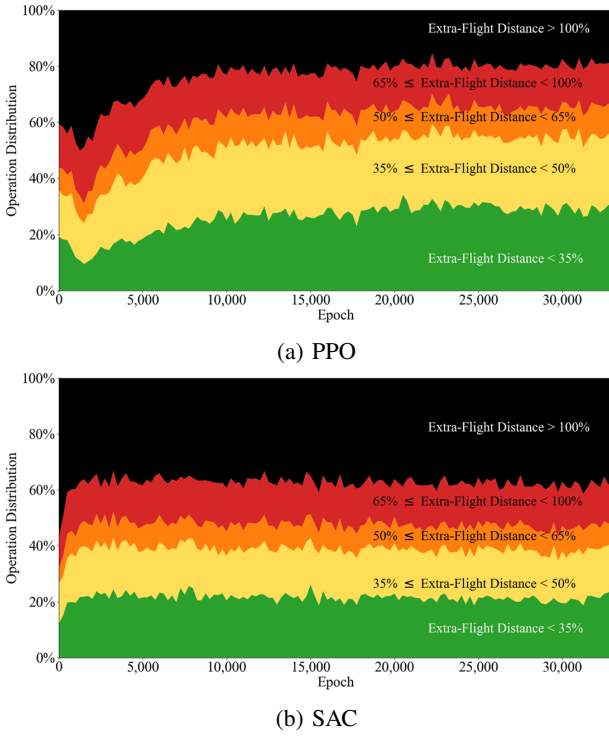 100%
80%
60%
40%
20%
0%
Operation Distribution
Extra-Flight Distance > 100%
65% ≤ Extra-Flight Distance < 100%
50% ≤ Extra-Flight Distance < 65%
35% ≤ Extra-Flight Distance < 50%
Extra-Flight Distance < 35%
0 5,000 10,000 15,000 20,000 25,000 30,000
Epoch
(a) PPO
100%
80%
60%
40%
20%
0%
Operation Distribution
Extra-Flight Distance > 100%
65% ≤ Extra-Flight Distance < 100%
50% ≤ Extra-Flight Distance < 65%
35% ≤ Extra-Flight Distance < 50%
Extra-Flight Distance < 35%
0 5,000 10,000 15,000 20,000 25,000 30,000
Epoch
(b) SAC